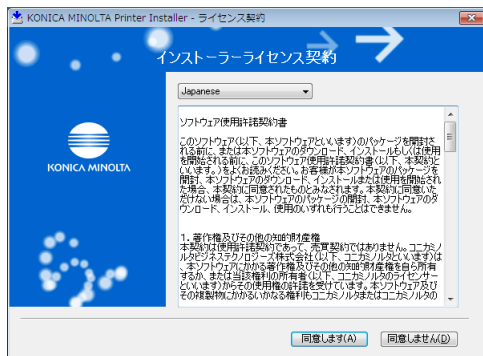 KONICA MINOLTA Printer Installer - ライセンス契約
インストーラーライセンス契約
Japanese
KONICA MINOLTA
ソフトウェア使用許諾契約書
このソフトウェア(以下、本ソフトウェアといいます)のパッケージを開封さ
れる前に、または本ソフトウェアのダウンロード、インストールもしくは使用
を開始される前に、このソフトウェア使用許諾契約書(以下、本契約と
いいます。)をよくお読みください。お客様が本ソフトウェアのパッケージを
開封、本ソフトウェアのダウンロード、インストールまたは使用を開始され
た場合、本契約に同意されたものとみなされます。本契約に同意いた
だけない場合は、本ソフトウェアのパッケージの開封、本ソフトウェアのダ
ウンロード、インストール、使用のいずれも行うことはできません。
1. 著作権及びその他の知的財産権
本契約は使用許諾契約であって、売買契約ではありません。コニカミノ
ルタビジネステクノロジーズ株式会社(以下、コニカミノルタといいます)は
、本ソフトウェアにかかる著作権及びその他の知的財産権を自ら所有
するか、または当該権利の所有者(以下、コニカミノルタのライセンサー
といいます)からその使用権の許諾を受けています。本ソフトウェア及び
その複製物にかかるいかなる権利もコニカミノルタまたはコニカミノルタの
同意します(A)
同意しません(D)